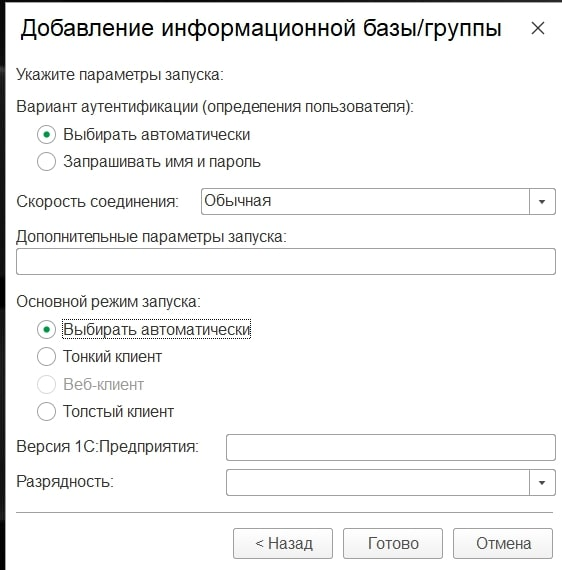 Добавление информационной базы/группы
Укажите параметры запуска:
Вариант аутентификации (определения пользователя):
Выбирать автоматически
Запрашивать имя и пароль
Скорость соединения: Обычная
Дополнительные параметры запуска:
Основной режим запуска:
Выбирать автоматически
Тонкий клиент
Веб-клиент
Толстый клиент
Версия 1С:Предприятия:
Разрядность:
< Назад Готово Отмена